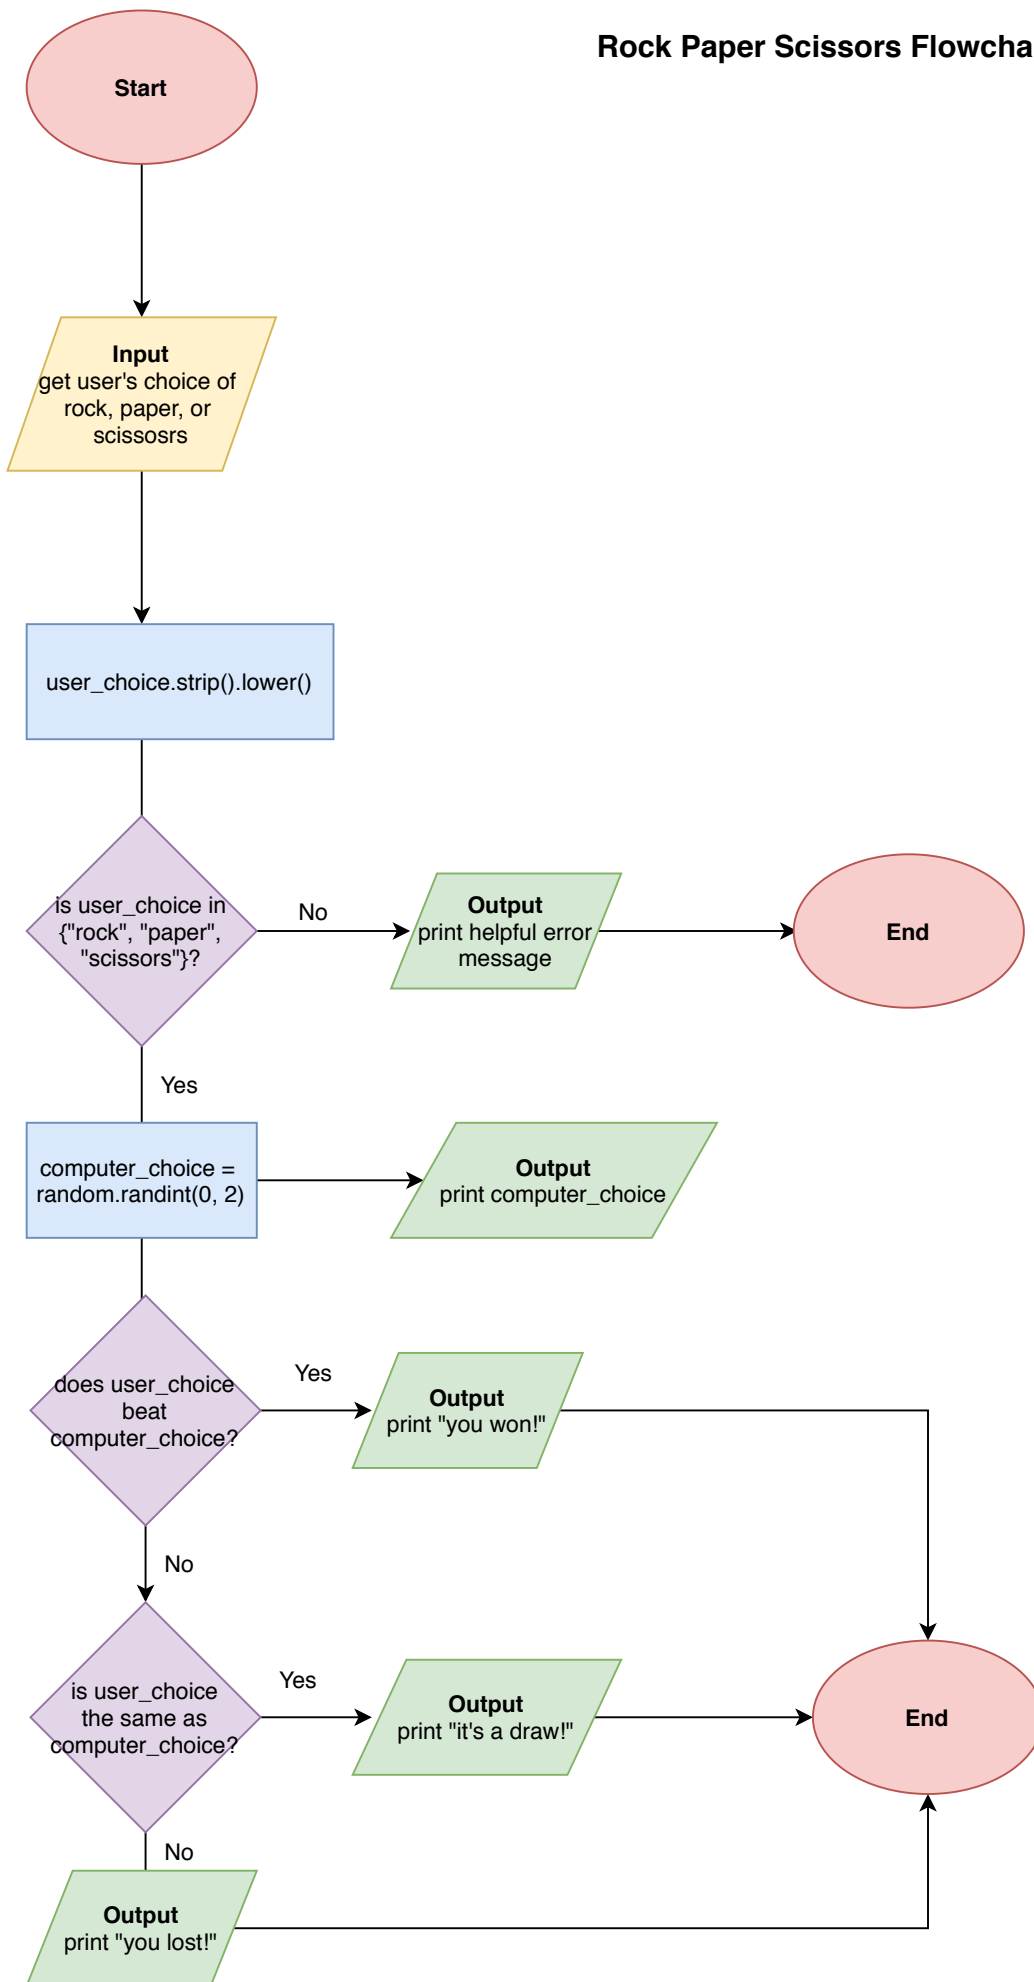 Rock Paper Scissors Flowcha
Start
Input
get user's choice of
rock, paper, or
scissosrs
user_choice.strip().lower()
is user_choice in
{"rock", "paper",
"scissors"}?
No
Output
print helpful error
message
End
Yes
computer_choice =
random.randint(0, 2)
Output
print computer_choice
does user_choice
beat
computer_choice?
Yes
Output
print "you won!"
No
is user_choice
the same as
computer_choice?
Yes
Output
print "it's a draw!"
End
No
Output
print "you lost!"